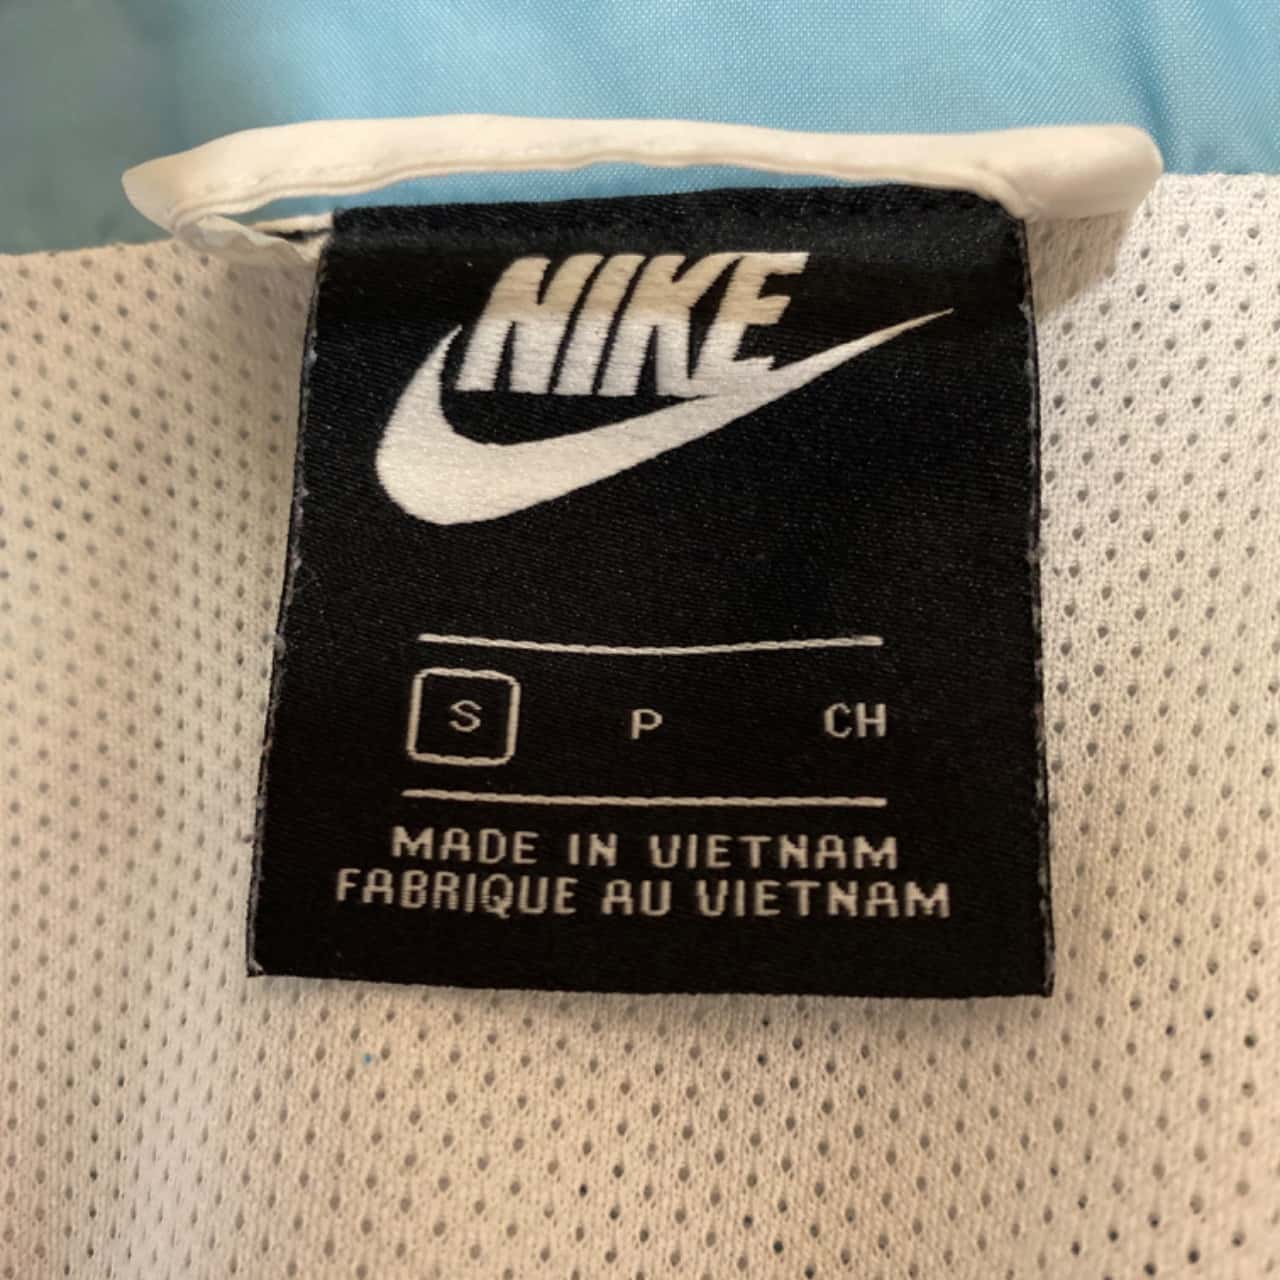 NIKE
S P CH
MADE IN VIETNAM
FABRIQUE AU VIETNAM